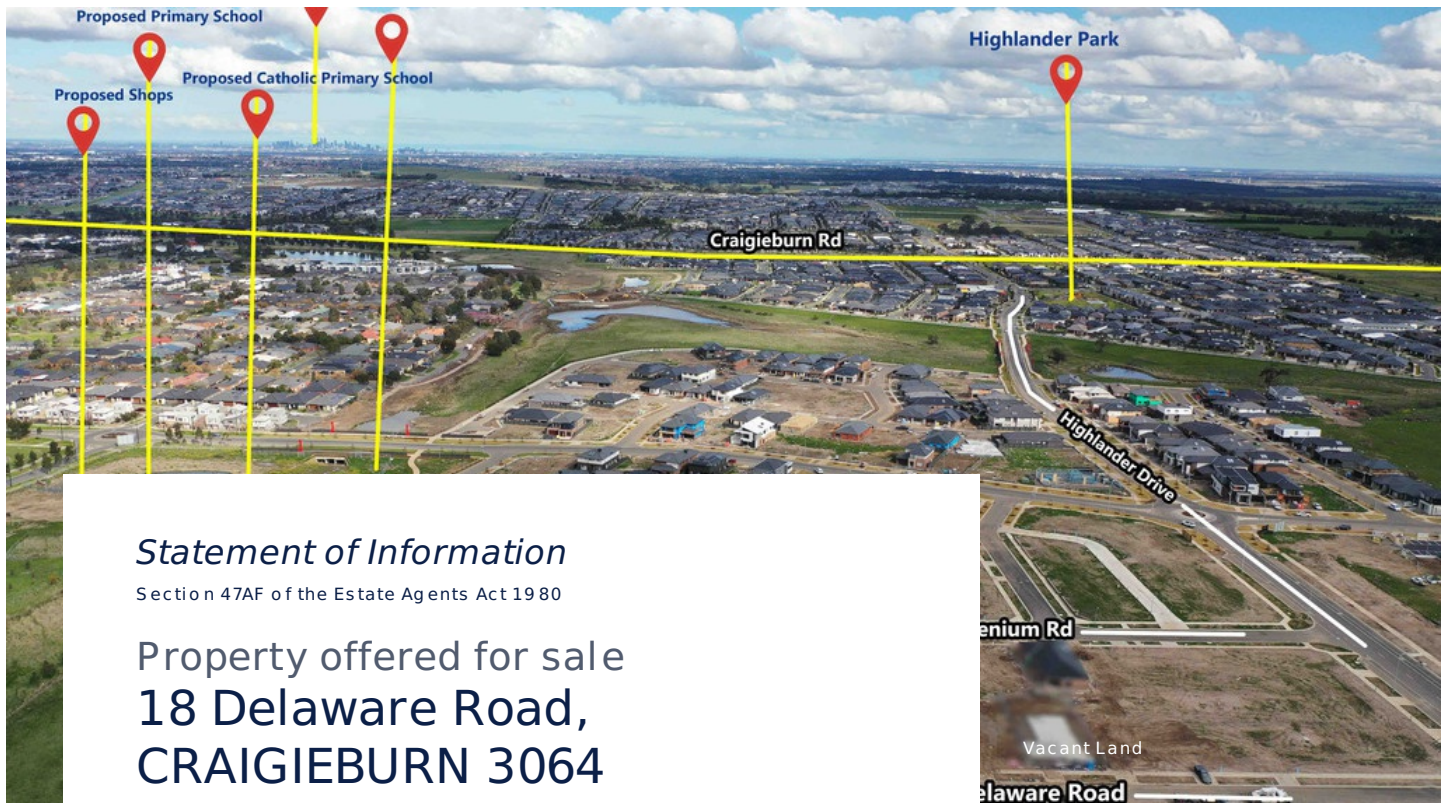 Proposed Primary School
Highlander Park
Proposed Catholic Primary School
Proposed Shops
Craigieburn Rd
Highlander Drive
Statement of Information
Section 47AF of the Estate Agents Act 1980
enium Rd
Property offered for sale
18 Delaware Road,
CRAIGIEBURN 3064
Vacant Land
elaware Road